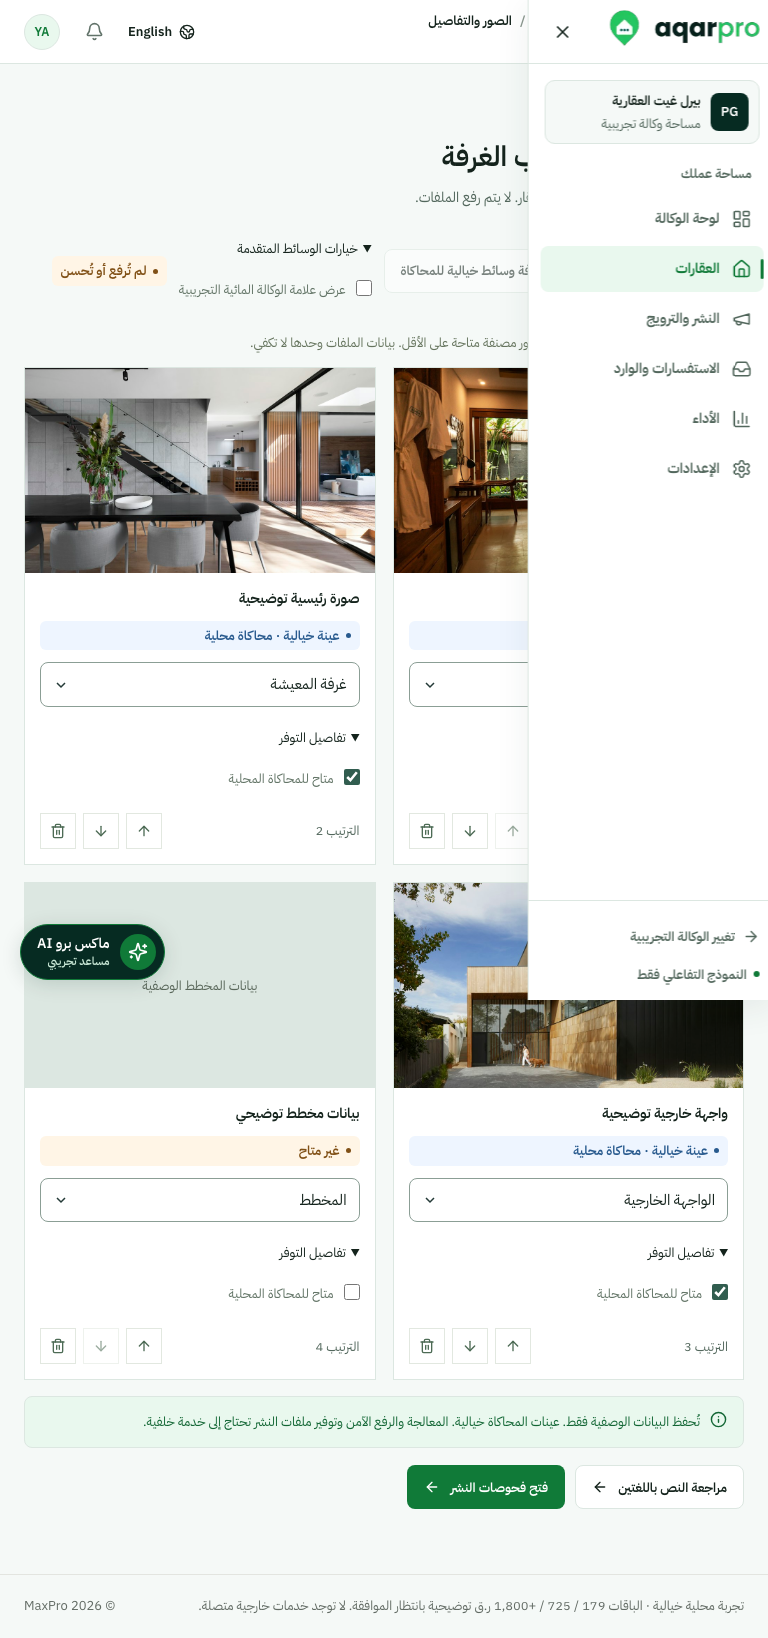 aqarpro
/ الصور والتفاصيل
English
YA
PG
بيرل غيت العقارية
مساحة وكالة تجريبية
مساحة عملك
لوحة الوكالة
العقارات
النشر والترويج
الاستفسارات والوارد
الأداء
الإعدادات
تغيير الوكالة التجريبية
النموذج التفاعلي فقط
الغرفة
لا يتم رفع الملفات.
وسائط خيالية للمحاكاة
خيارات الوسائط المتقدمة
عرض علامة الوكالة المائية التجريبية
لم تُرفع أو تُحسن
مصنفة متاحة على الأقل. بيانات الملفات وحدها لا تكفي.
صورة رئيسية توضيحية
عينة خيالية · محاكاة محلية
غرفة المعيشة
تفاصيل التوفر
متاح للمحاكاة المحلية
الترتيب 2
واجهة خارجية توضيحية
عينة خيالية · محاكاة محلية
الواجهة الخارجية
تفاصيل التوفر
متاح للمحاكاة المحلية
الترتيب 3
بيانات المخطط الوصفية
ماكس برو AI
مساعد تجريبي
بيانات مخطط توضيحي
غير متاح
المخطط
تفاصيل التوفر
متاح للمحاكاة المحلية
الترتيب 4
تُحفظ البيانات الوصفية فقط. عينات المحاكاة خيالية. المعالجة والرفع الآمن وتوفير ملفات النشر تحتاج إلى خدمة خلفية.
مراجعة النص باللغتين
فتح فحوصات النشر
تجربة محلية خيالية · الباقات 179 / 725 / +1,800 ر.ق توضيحية بانتظار الموافقة. لا توجد خدمات خارجية متصلة.
© 2026 MaxPro